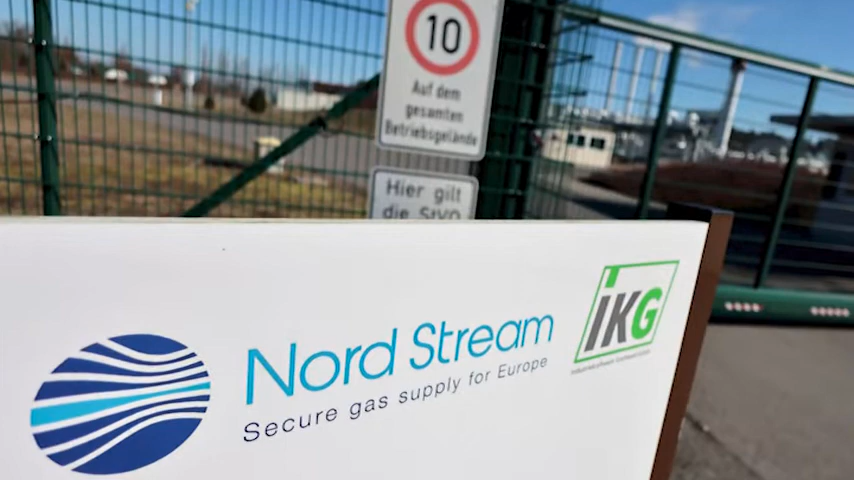 10
Auf dem
gesamten
Betriebsgelände
Hier gilt
die StVO
Nord Stream
Secure gas supply for Europe
IKG